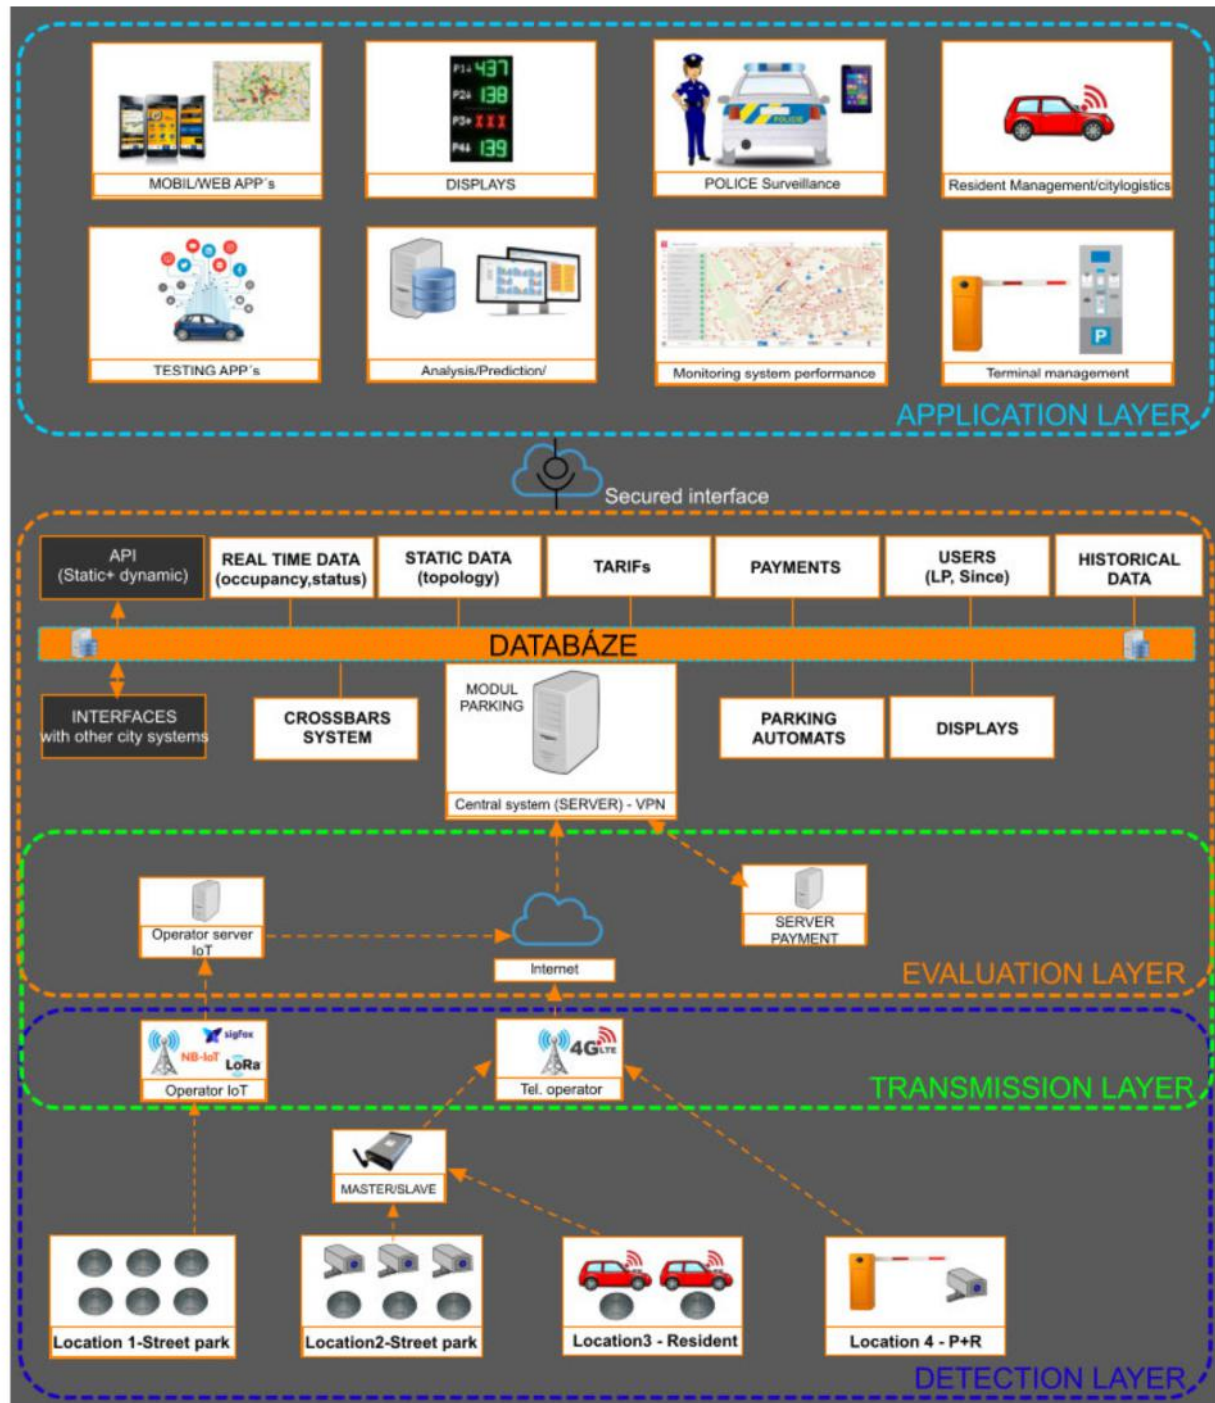 P1↓ 437
P2↓ 138
P3• XXX
P4↓ 139
POLICIE
MOBIL/WEB APP´s
DISPLAYS
POLICE Surveillance
Resident Management/citylogistics
P
TESTING APP´s
Analysis/Prediction/
Monitoring system performance
Terminal management
APPLICATION LAYER
Secured interface
API
(Static+ dynamic)
REAL TIME DATA
(occupancy,status)
STATIC DATA
(topology)
TARIFs
PAYMENTS
USERS
(LP, Since)
HISTORICAL
DATA
DATABÁZE
INTERFACES
with other city systems
CROSSBARS
SYSTEM
MODUL
PARKING
Central system (SERVER) - VPN
PARKING
AUTOMATS
DISPLAYS
Operator server
IoT
Internet
SERVER
PAYMENT
EVALUATION LAYER
sigfox
NB-IoT
LoRa
Operator IoT
4G LTE
Tel. operator
TRANSMISSION LAYER
MASTER/SLAVE
Location 1-Street park
Location2-Street park
Location3 - Resident
Location 4 - P+R
DETECTION LAYER